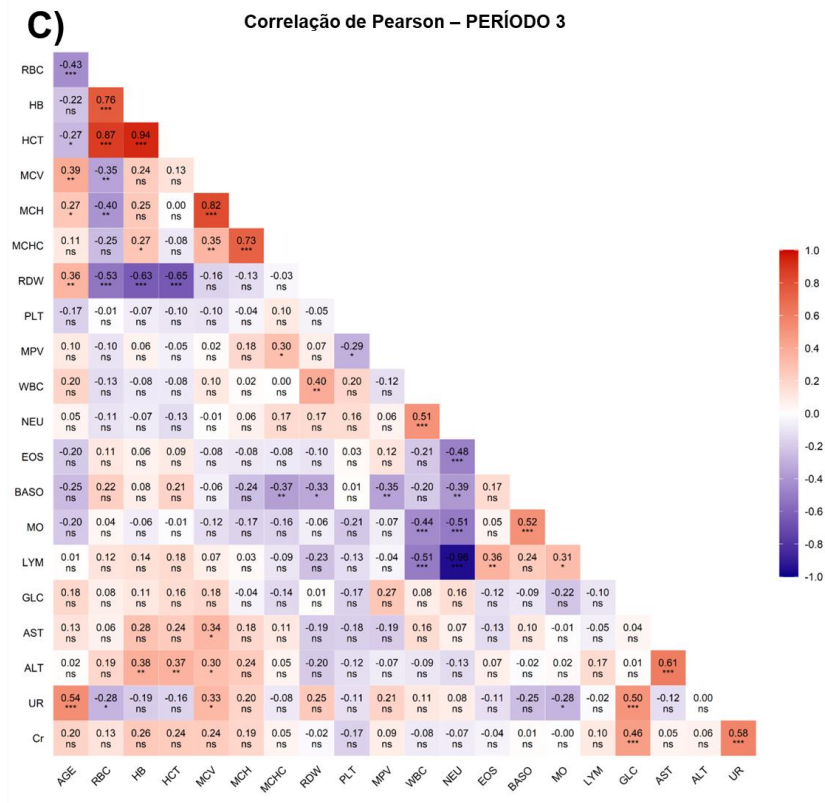 C)
Correlação de Pearson – PERÍODO 3
RBC -0.43
***
HB -0.22 0.76
ns ***
HCT -0.27 0.87 0.94
* *** ***
MCV 0.39 -0.35 0.24 0.13
** ** ns ns
MCH 0.27 -0.40 0.25 0.00 0.82
* ** ns ns ***
MCHC 0.11 -0.25 0.27 -0.08 0.35 0.73
ns ns * ns ** ***
RDW 0.36 -0.53 -0.63 -0.65 -0.16 -0.13 -0.03
** *** *** *** ns ns ns
PLT -0.17 -0.01 -0.07 -0.10 -0.10 -0.04 0.10 -0.05
ns ns ns ns ns ns ns ns
MPV 0.10 -0.10 0.06 -0.05 0.02 0.18 0.30 0.07 -0.29
ns ns ns ns ns ns * ns *
WBC 0.20 -0.13 -0.08 -0.08 0.10 0.02 0.00 0.40 0.20 -0.12
ns ns ns ns ns ns ns ** ns ns
NEU 0.05 -0.11 -0.07 -0.13 -0.01 0.06 0.17 0.17 0.16 0.06 0.51
ns ns ns ns ns ns ns ns ns ns ***
EOS -0.20 0.11 0.06 0.09 -0.08 -0.08 -0.08 -0.10 0.03 0.12 -0.21 -0.48
ns ns ns ns ns ns ns ns ns ns ns ***
BASO -0.25 0.22 0.08 0.21 -0.06 -0.24 -0.37 -0.33 0.01 -0.35 -0.20 -0.39 0.17
ns ns ns ns ns ns ** * ns ** ns ** ns
MO -0.20 0.04 -0.06 -0.01 -0.12 -0.17 -0.16 -0.06 -0.21 -0.07 -0.44 -0.51 0.05 0.52
ns ns ns ns ns ns ns ns ns ns *** *** ns ***
LYM 0.01 0.12 0.14 0.18 0.07 0.03 -0.09 -0.23 -0.13 -0.04 -0.51 -0.96 0.36 0.24 0.31
ns ns ns ns ns ns ns ns ns ns *** *** ** ns *
GLC 0.18 0.08 0.11 0.16 0.18 -0.04 -0.14 0.01 -0.17 0.27 0.08 0.16 -0.12 -0.09 -0.22 -0.10
ns ns ns ns ns ns ns ns ns ns ns ns ns ns ns ns
AST 0.13 0.06 0.28 0.24 0.34 0.18 0.11 -0.19 -0.18 -0.19 0.16 0.07 -0.13 0.10 -0.01 -0.05 0.04
ns ns ns ns * ns ns ns ns ns ns ns ns ns ns ns ns
ALT 0.02 0.19 0.38 0.37 0.30 0.24 0.05 -0.20 -0.12 -0.07 -0.09 -0.13 0.07 -0.02 0.02 0.17 0.01 0.61
ns ns ** ** * ns ns ns ns ns ns ns ns ns ns ns ns ***
UR 0.54 -0.28 -0.19 -0.16 0.33 0.20 -0.08 0.25 -0.11 0.21 0.11 0.08 -0.11 -0.25 -0.28 -0.02 0.50 -0.12 0.00
*** * ns ns * ns ns ns ns ns ns ns ns ns * ns *** ns ns
Cr 0.20 0.13 0.26 0.24 0.24 0.19 0.05 -0.02 -0.17 0.09 -0.08 -0.07 -0.04 0.01 -0.00 0.10 0.46 0.05 0.06 0.58
ns ns ns ns ns ns ns ns ns ns ns ns ns ns ns ns *** ns ns ***
AGE RBC HB HCT MCV MCH MCHC RDW PLT MPV WBC NEU EOS BASO MO LYM GLC AST ALT UR
1.0
0.8
0.6
0.4
0.2
0.0
-0.2
-0.4
-0.6
-0.8
-1.0